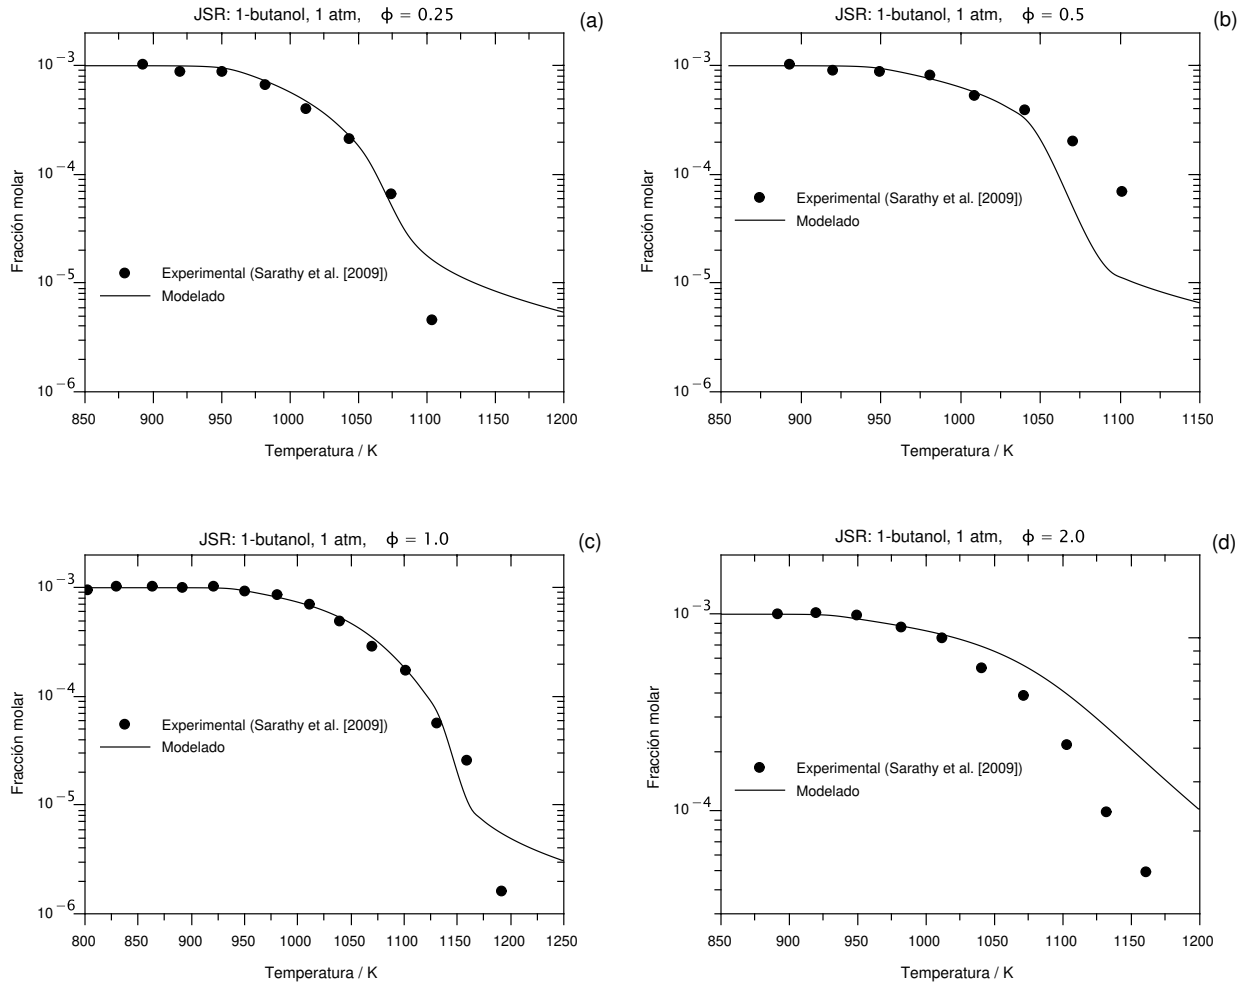 JSR: 1-butanol, 1 atm, ϕ = 0.25
(a)
10−3
10−4
10−5
10−6
Fracción molar
Experimental (Sarathy et al. [2009])
Modelado
850 900 950 1000 1050 1100 1150 1200
Temperatura / K
JSR: 1-butanol, 1 atm, ϕ = 0.5
(b)
10−3
10−4
10−5
10−6
Fracción molar
Experimental (Sarathy et al. [2009])
Modelado
850 900 950 1000 1050 1100 1150
Temperatura / K
JSR: 1-butanol, 1 atm, ϕ = 1.0
(c)
10−3
10−4
10−5
10−6
Fracción molar
Experimental (Sarathy et al. [2009])
Modelado
800 850 900 950 1000 1050 1100 1150 1200 1250
Temperatura / K
JSR: 1-butanol, 1 atm, ϕ = 2.0
(d)
10−3
10−4
Fracción molar
Experimental (Sarathy et al. [2009])
Modelado
850 900 950 1000 1050 1100 1150 1200
Temperatura / K